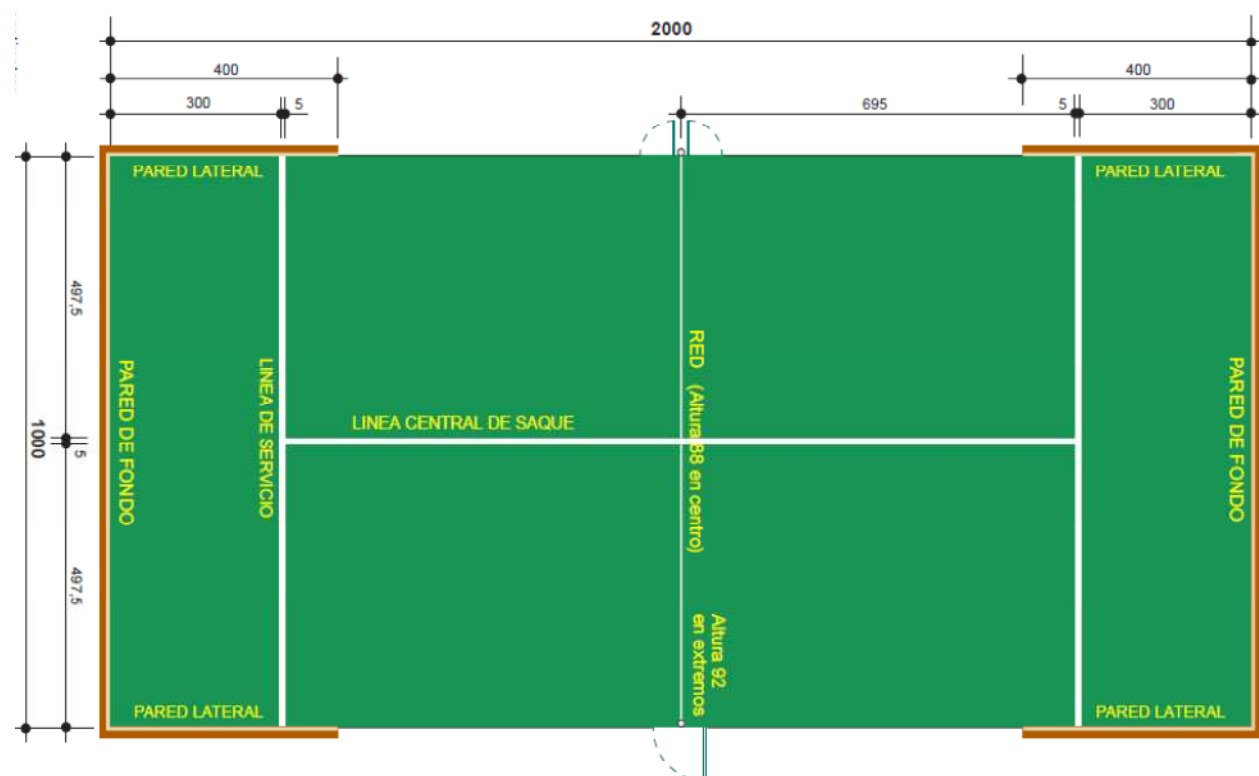 2000
400
400
300
5
695
5
300
PARED LATERAL
PARED LATERAL
497,5
1000
5
497,5
PARED DE FONDO
LINEA DE SERVICIO
LINEA CENTRAL DE SAQUE
RED (Altura 88 en centro)
Altura 92
en extremos
PARED DE FONDO
PARED LATERAL
PARED LATERAL